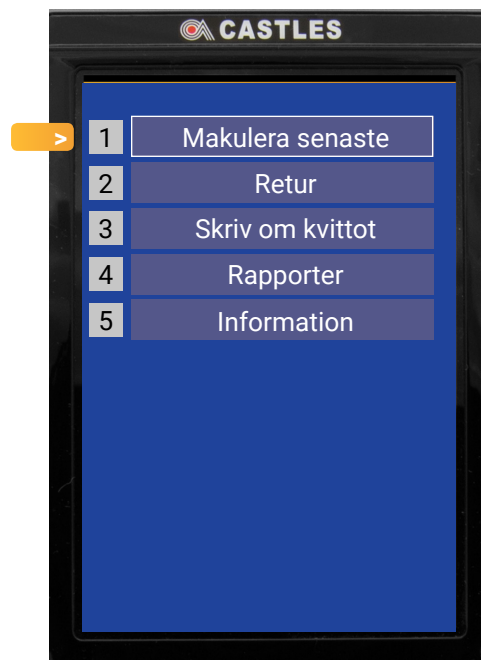 CASTLES
>
1 Makulera senaste
2 Retur
3 Skriv om kvittot
4 Rapporter
5 Information